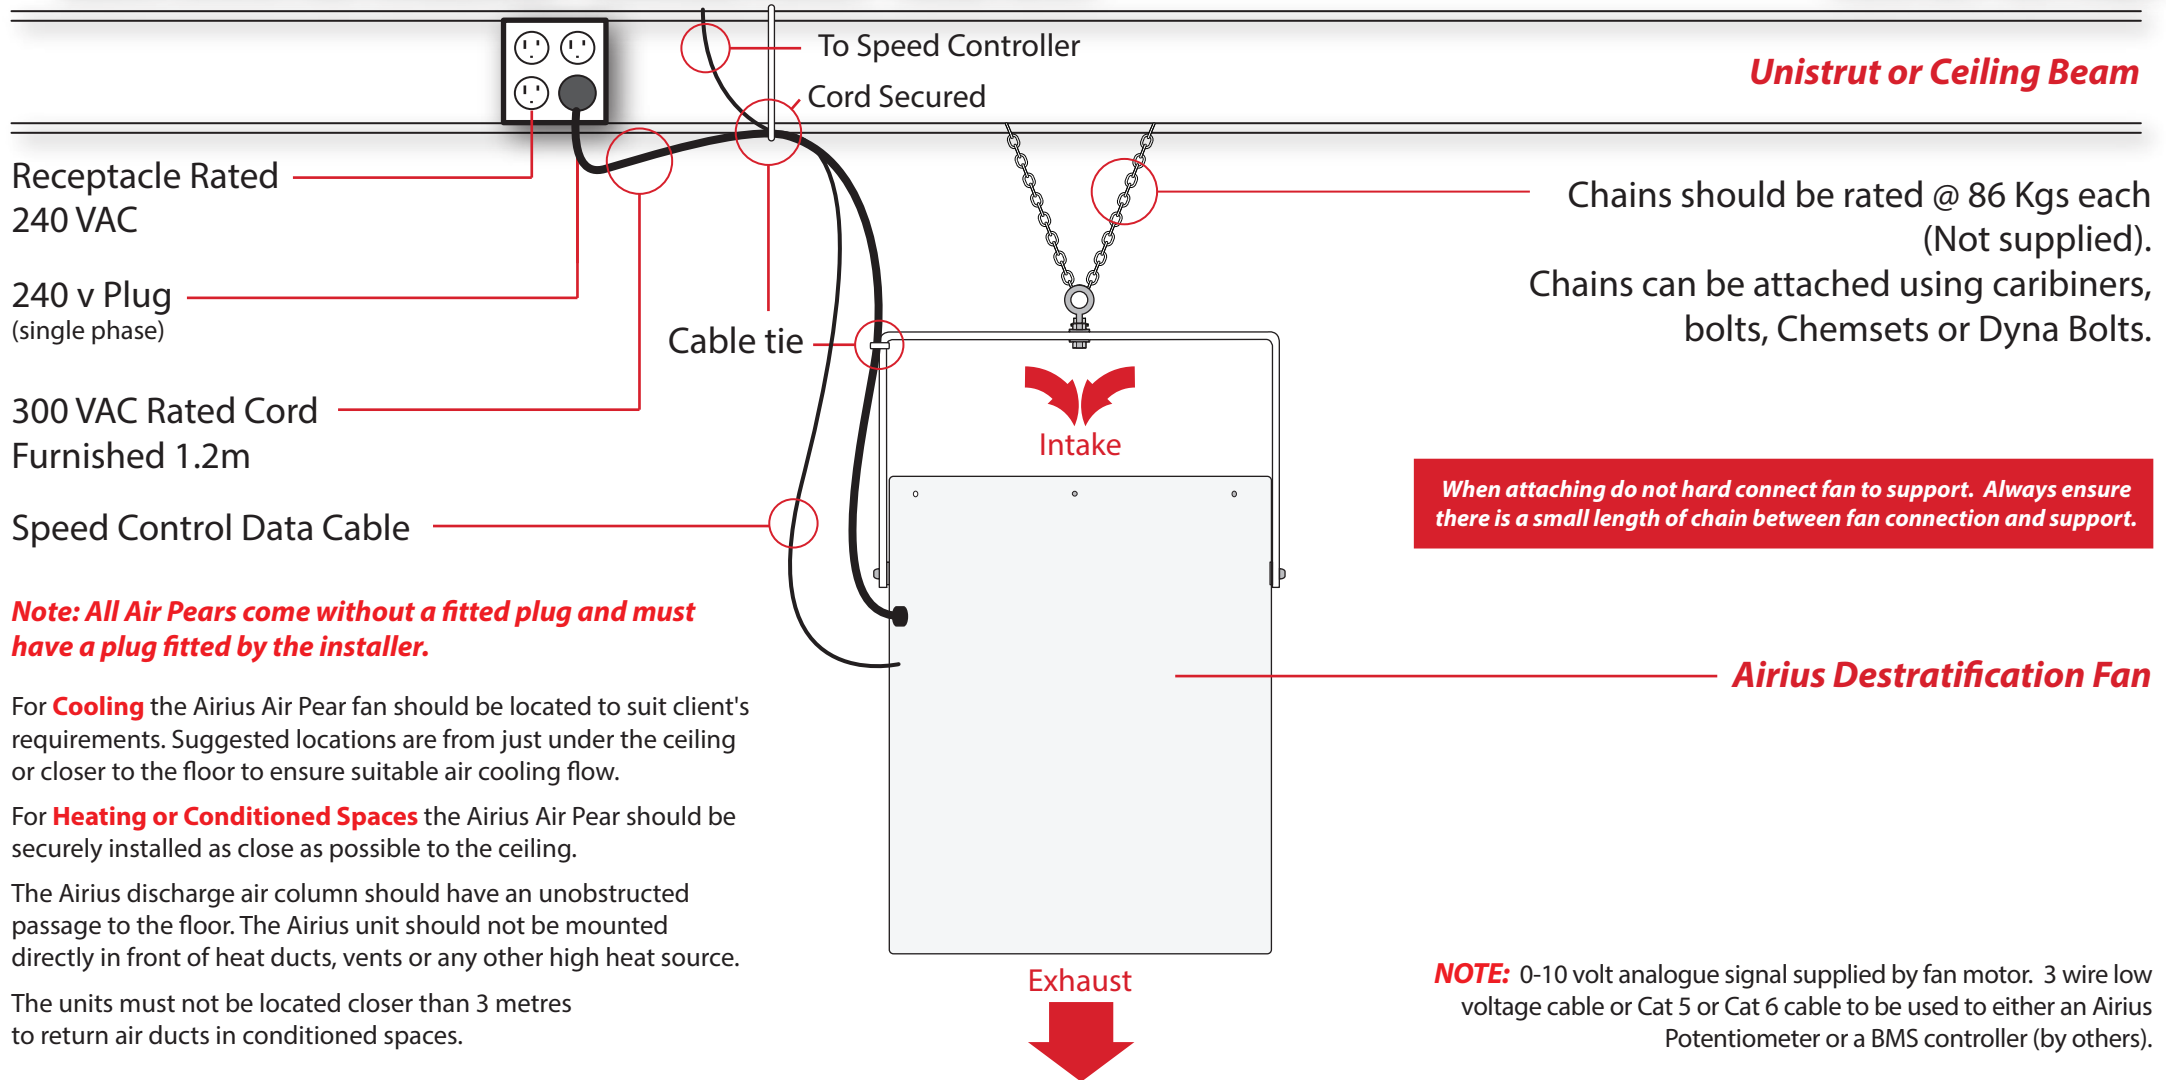 To Speed Controller
Cord Secured
Unistrut or Ceiling Beam
Receptacle Rated
240 VAC
240 v Plug
(single phase)
300 VAC Rated Cord
Furnished 1.2m
Speed Control Data Cable
Cable tie
Chains should be rated @ 86 Kgs each
(Not supplied).
Chains can be attached using caribiners,
bolts, Chemsets or Dyna Bolts.
Intake
When attaching do not hard connect fan to support.  Always ensure
there is a small length of chain between fan connection and support.
Note: All Air Pears come without a fitted plug and must
have a plug fitted by the installer.
Airius Destratification Fan
For Cooling the Airius Air Pear fan should be located to suit client's
requirements. Suggested locations are from just under the ceiling
or closer to the floor to ensure suitable air cooling flow.
For Heating or Conditioned Spaces the Airius Air Pear should be
securely installed as close as possible to the ceiling.
The Airius discharge air column should have an unobstructed
passage to the floor. The Airius unit should not be mounted
directly in front of heat ducts, vents or any other high heat source.
The units must not be located closer than 3 metres
to return air ducts in conditioned spaces.
Exhaust
NOTE:  0-10 volt analogue signal supplied by fan motor.  3 wire low
voltage cable or Cat 5 or Cat 6 cable to be used to either an Airius
Potentiometer or a BMS controller (by others).